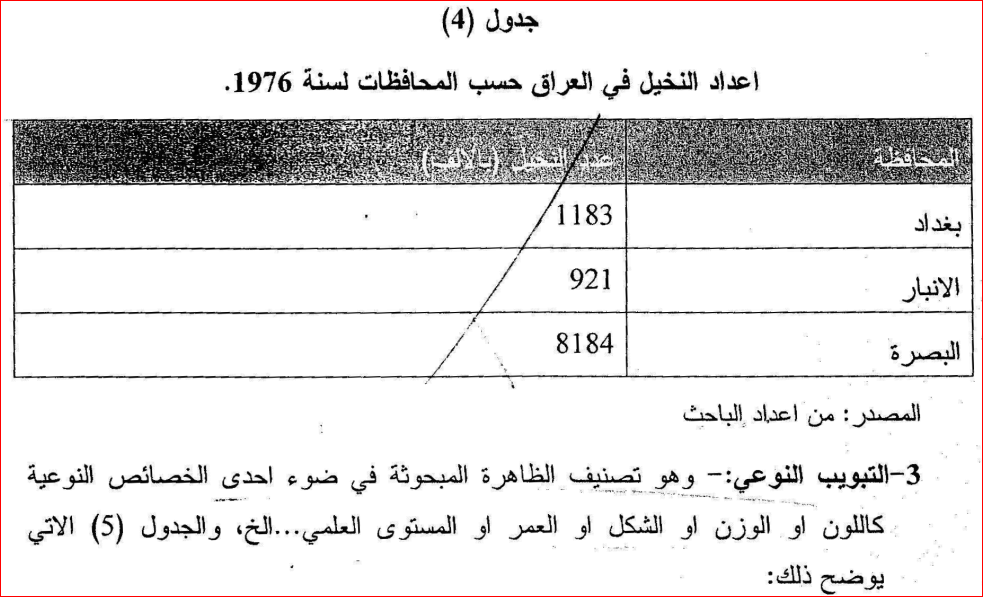 جدول (4)
اعداد النخيل في العراق حسب المحافظات لسنة 1976.
المحافظة عدد النخيل (بالالف)
بغداد 1183
الانبار 921
البصرة 8184
المصدر: من اعداد الباحث
3-التبويب النوعي:- وهو تصنيف الظاهرة المبحوثة في ضوء احدى الخصائص النوعية
كاللون او الوزن او الشكل او العمر او المستوى العلمي...الخ، والجدول (5) الاتي
يوضح ذلك: